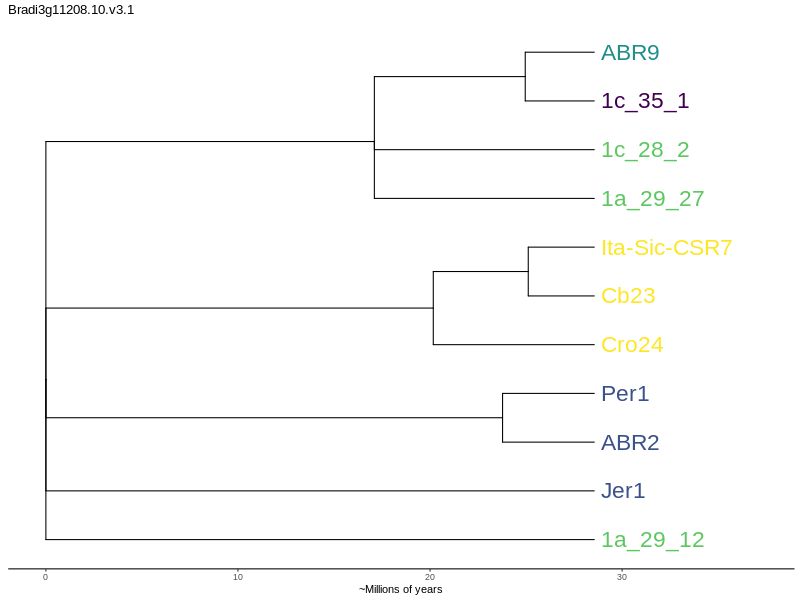 Bradi3g11208.10.v3.1
ABR9
1c_35_1
1c_28_2
1a_29_27
Ita-Sic-CSR7
Cb23
Cro24
Per1
ABR2
Jer1
1a_29_12
0 10 20 30
~Millions of years